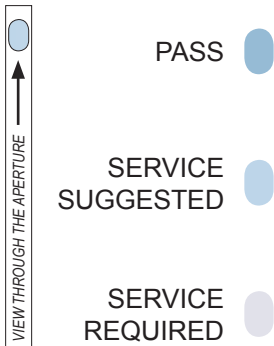 VIEW THROUGH THE APERTURE
PASS
SERVICE
SUGGESTED
SERVICE
REQUIRED